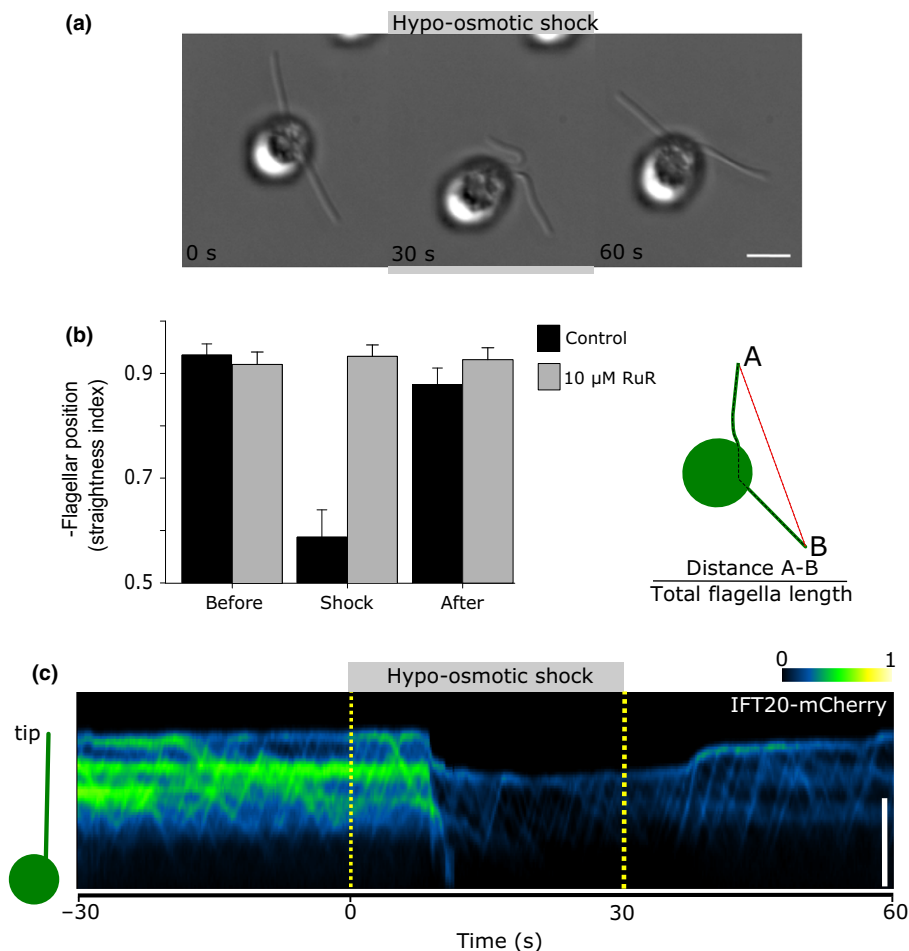 (a)
Hypo-osmotic shock
0 s
30 s
60 s
(b)
0.9
0.7
0.5
-Flagellar position
(straightness index)
Before
Shock
After
Control
10 µM RuR
A
B
Distance A-B
Total flagella length
(c)
Hypo-osmotic shock
0
1
IFT20-mCherry
tip
−30
0
30
60
Time (s)